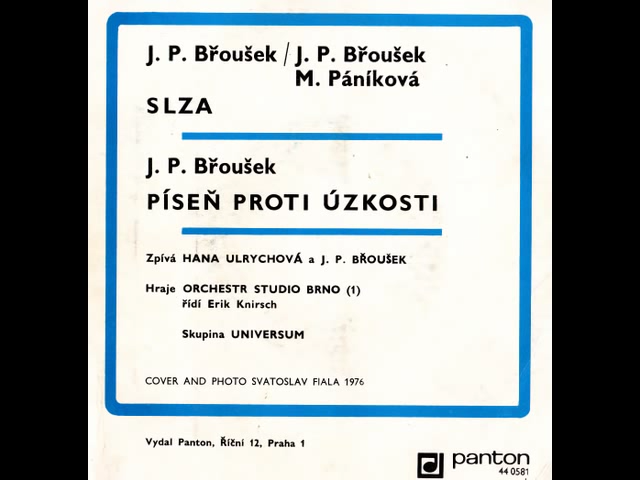 J. P. Břoušek / J. P. Břoušek
M. Páníková
SLZA
J. P. Břoušek
PÍSEŇ PROTI ÚZKOSTI
Zpívá HANA ULRYCHOVÁ a J. P. BŘOUŠEK
Hraje ORCHESTR STUDIO BRNO (1)
řídí Erik Knirsch
Skupina UNIVERSUM
COVER AND PHOTO SVATOSLAV FIALA 1976
Vydal Panton, Říční 12, Praha 1
panton
44 0581